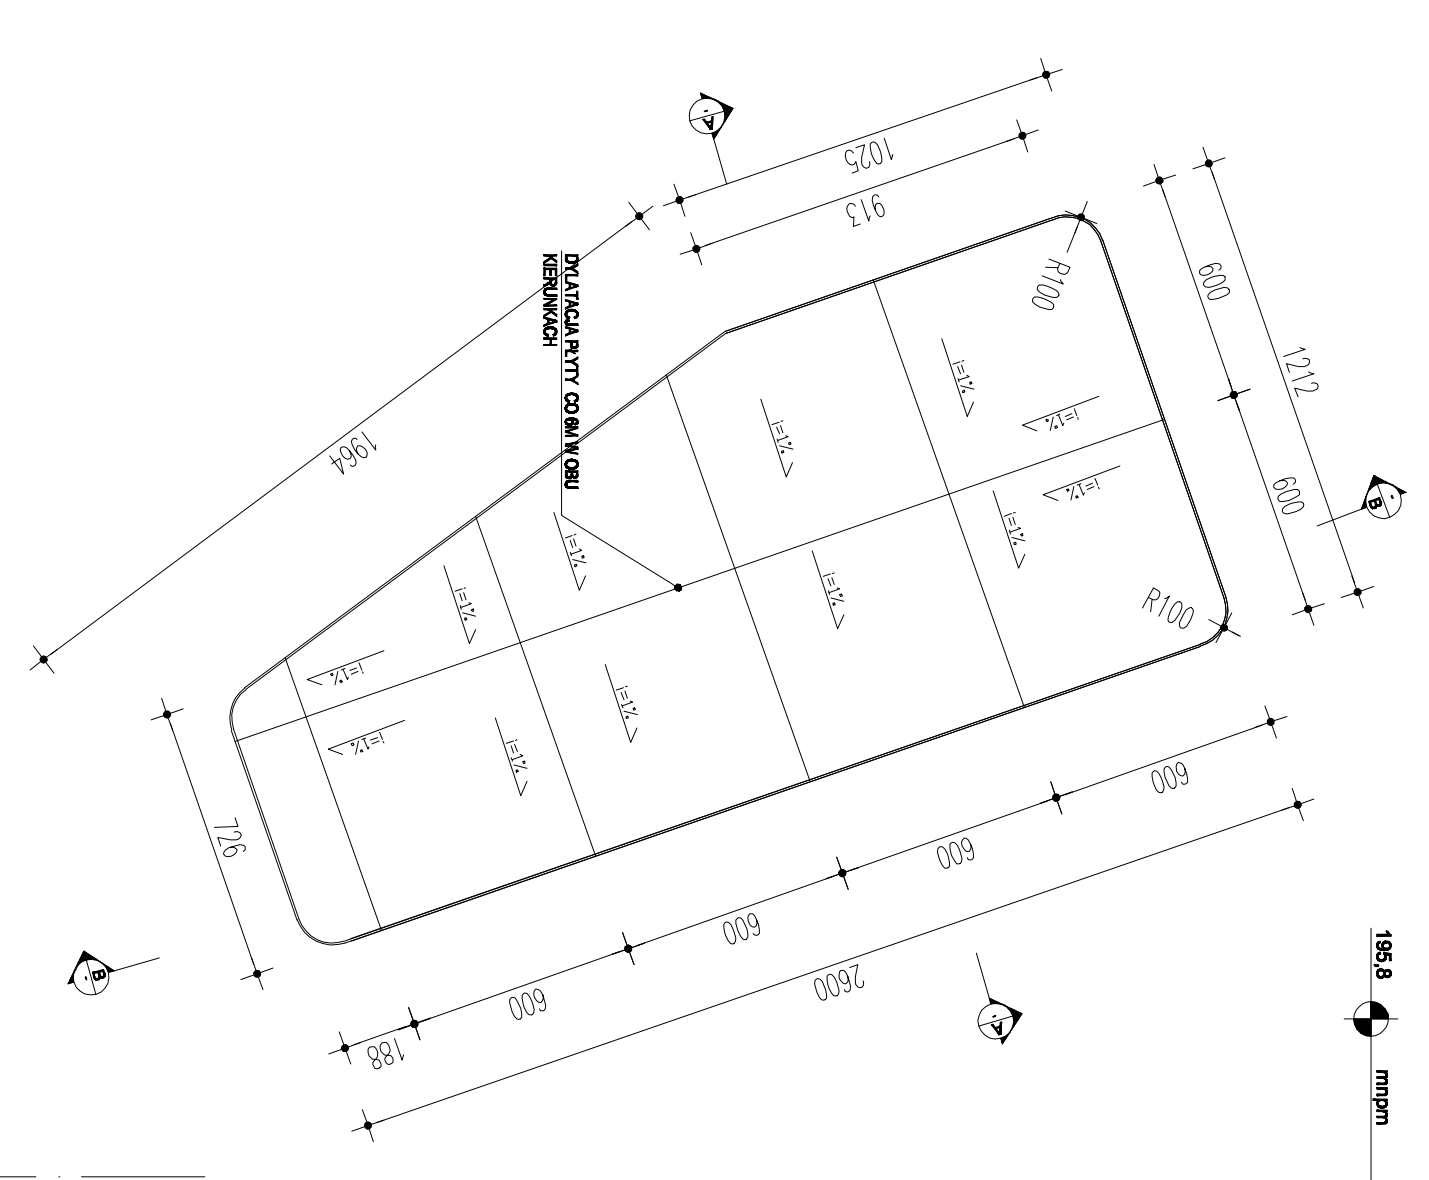 A
-
1025
913
DYLATACJA PŁYTY CO 6M W OBU
KIERUNKACH
R100
600
1212
600
1964
i=1%
i=1%
i=1%
i=1%
i=1%
i=1%
i=1%
i=1%
i=1%
i=1%
i=1%
i=1%
B
-
R100
726
600
600
600
600
188
2600
B
-
A
-
195,8
mnpm